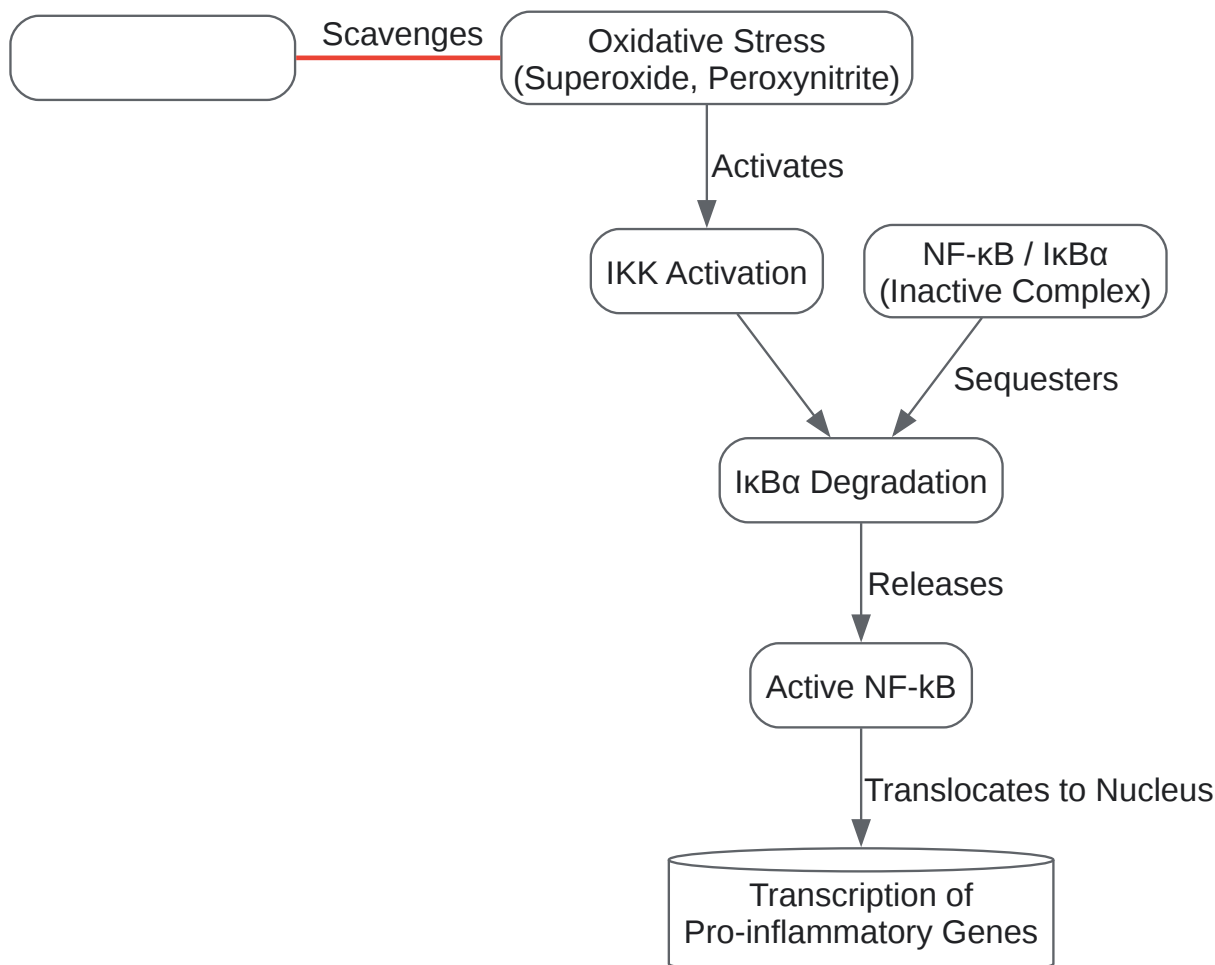 Scavenges
Oxidative Stress
(Superoxide, Peroxynitrite)
Activates
IKK Activation
NF-κB / IκBα
(Inactive Complex)
Sequesters
IκBα Degradation
Releases
Active NF-kB
Translocates to Nucleus
Transcription of
Pro-inflammatory Genes